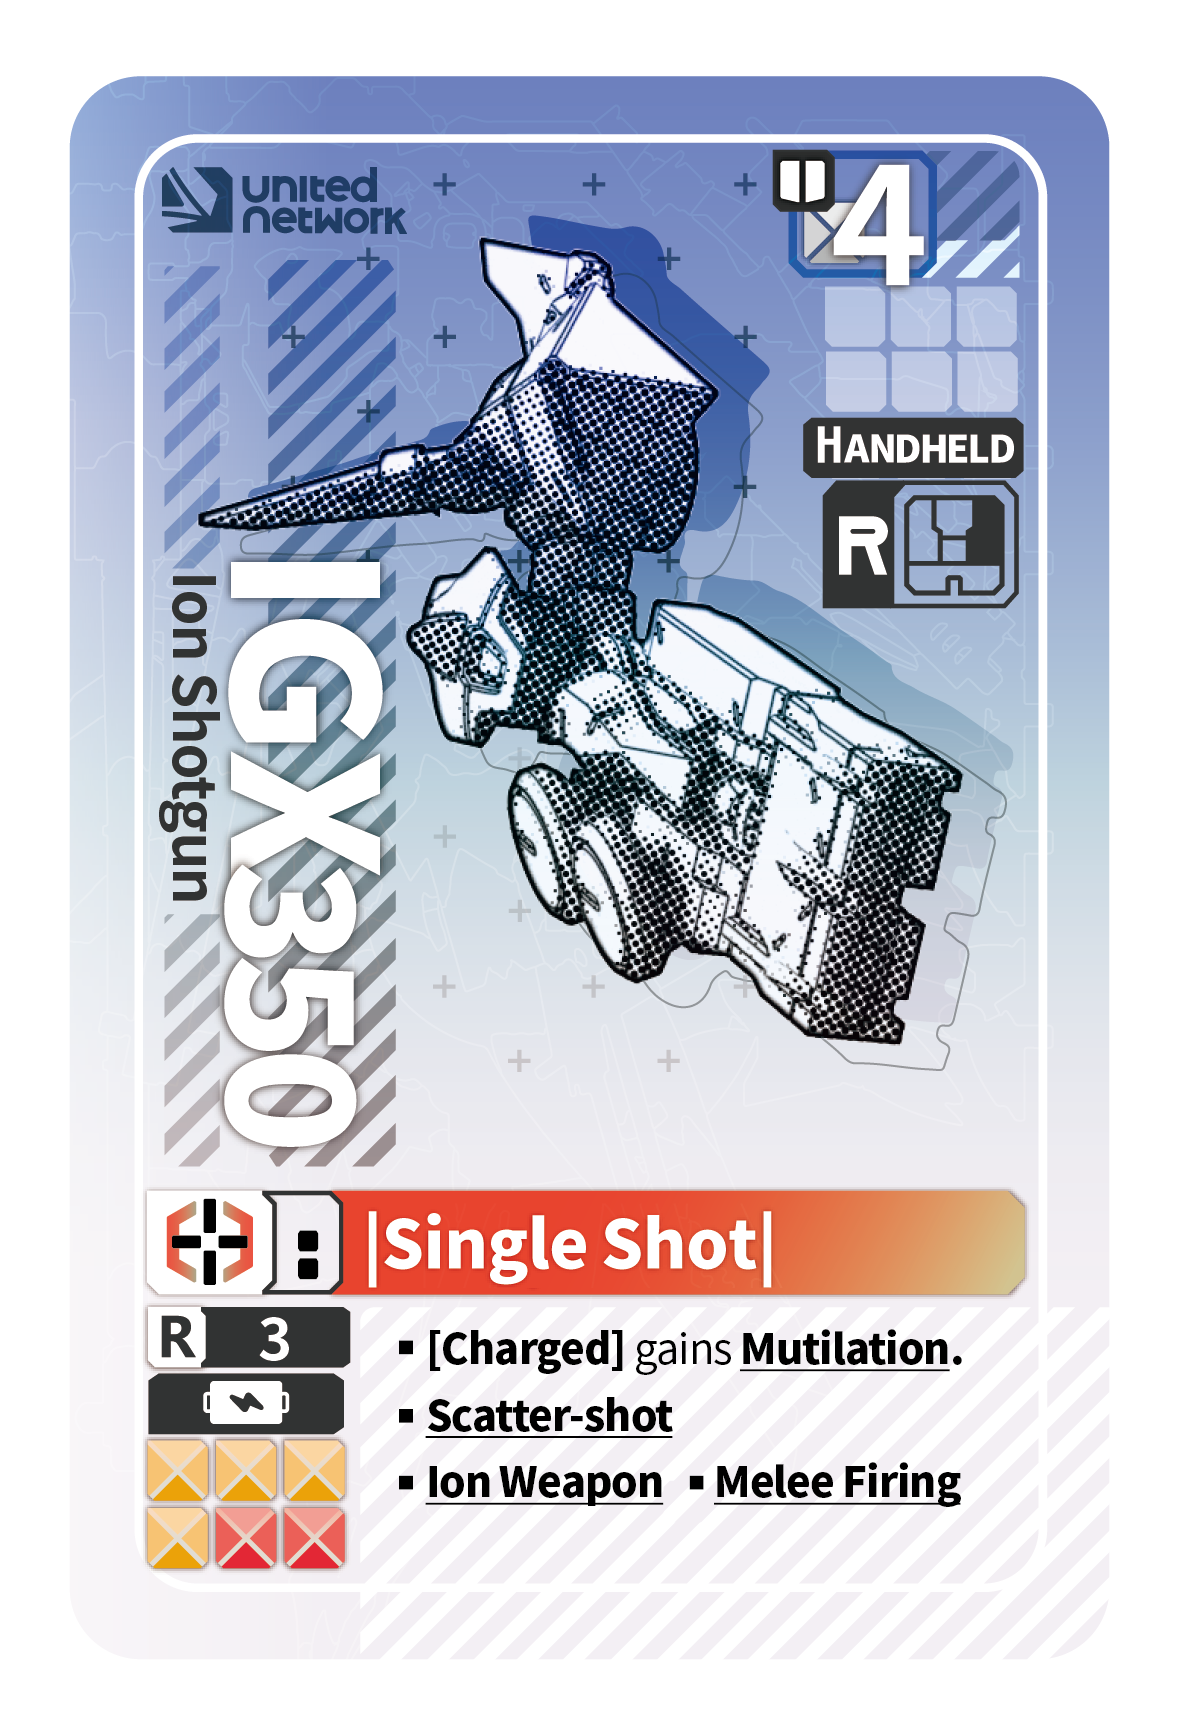 UNITED
NETWORK
4
HANDHELD
R
IGX350
Ion Shotgun
|Single Shot|
R 3
▪ [Charged] gains Mutilation.
▪ Scatter-shot
▪ Ion Weapon ▪ Melee Firing